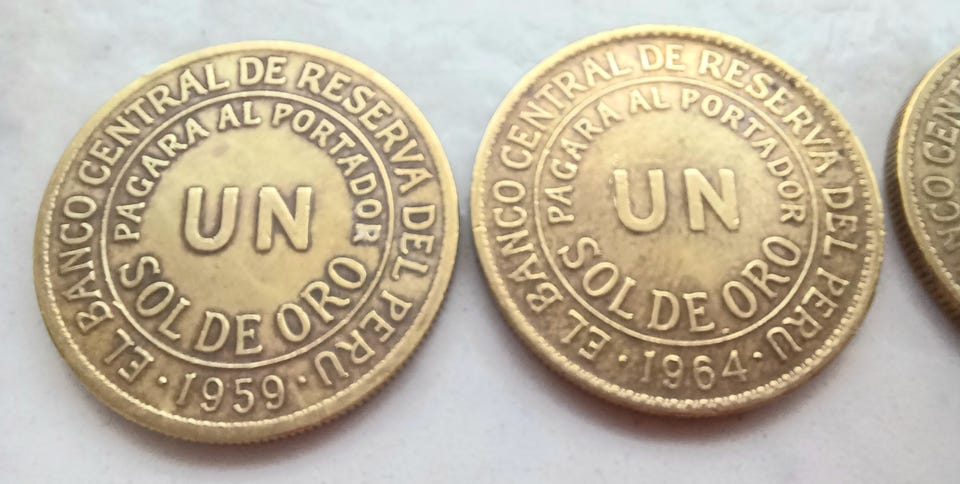 EL BANCO CENTRAL DE RESERVA DEL PERU
PAGARA AL PORTADOR
UN
SOL DE ORO
· 1959 ·
EL BANCO CENTRAL DE RESERVA DEL PERU
PAGARA AL PORTADOR
UN
SOL DE ORO
· 1964 ·